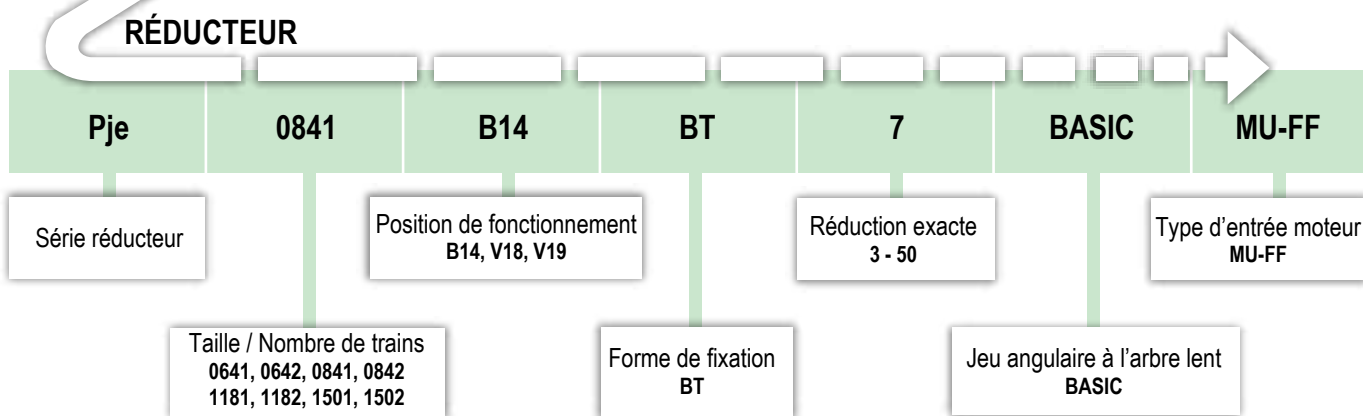 RÉDUCTEUR
Pje 0841 B14 BT 7 BASIC MU-FF
Série réducteur
Position de fonctionnement
B14, V18, V19
Réduction exacte
3 - 50
Type d'entrée moteur
MU-FF
Taille / Nombre de trains
0641, 0642, 0841, 0842
1181, 1182, 1501, 1502
Forme de fixation
BT
Jeu angulaire à l'arbre lent
BASIC